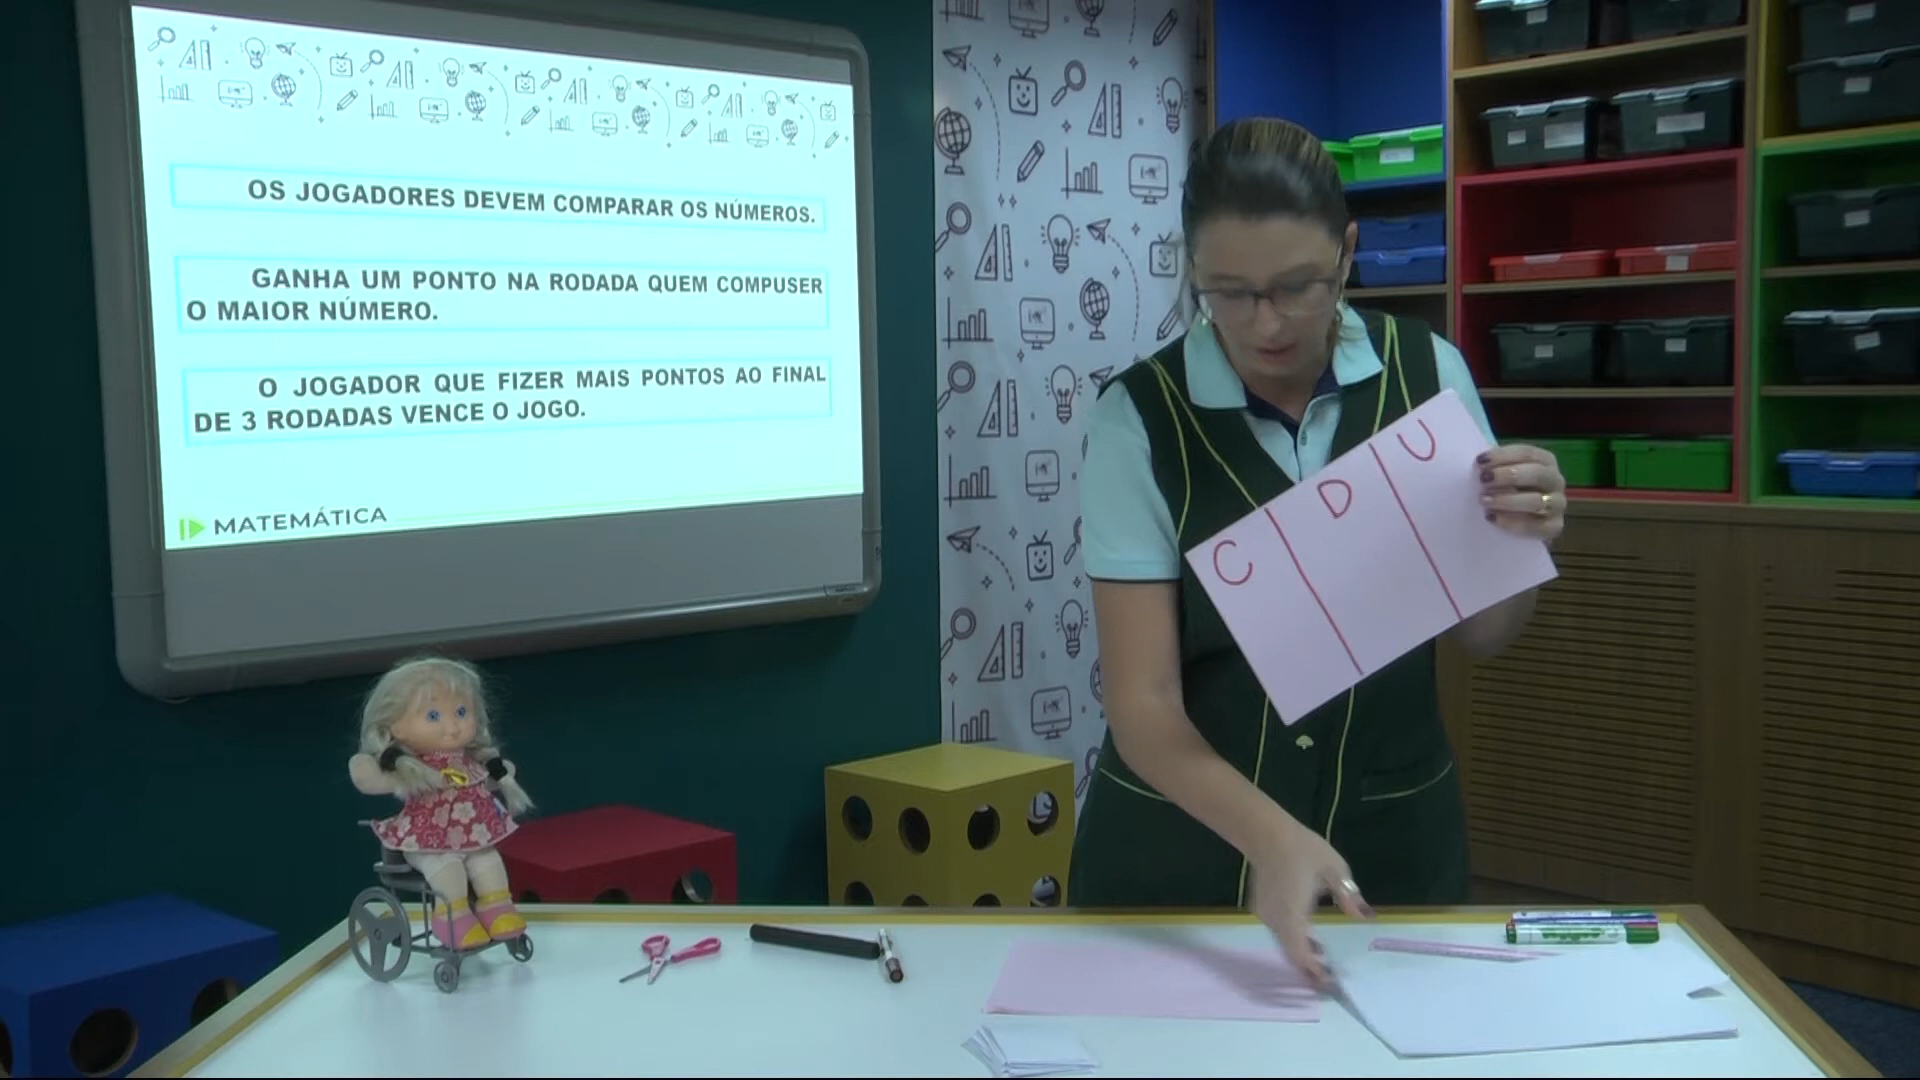 OS JOGADORES DEVEM COMPARAR OS NÚMEROS.
GANHA UM PONTO NA RODADA QUEM COMPUSER
O MAIOR NÚMERO.
O JOGADOR QUE FIZER MAIS PONTOS AO FINAL
DE 3 RODADAS VENCE O JOGO.
MATEMÁTICA
C D U